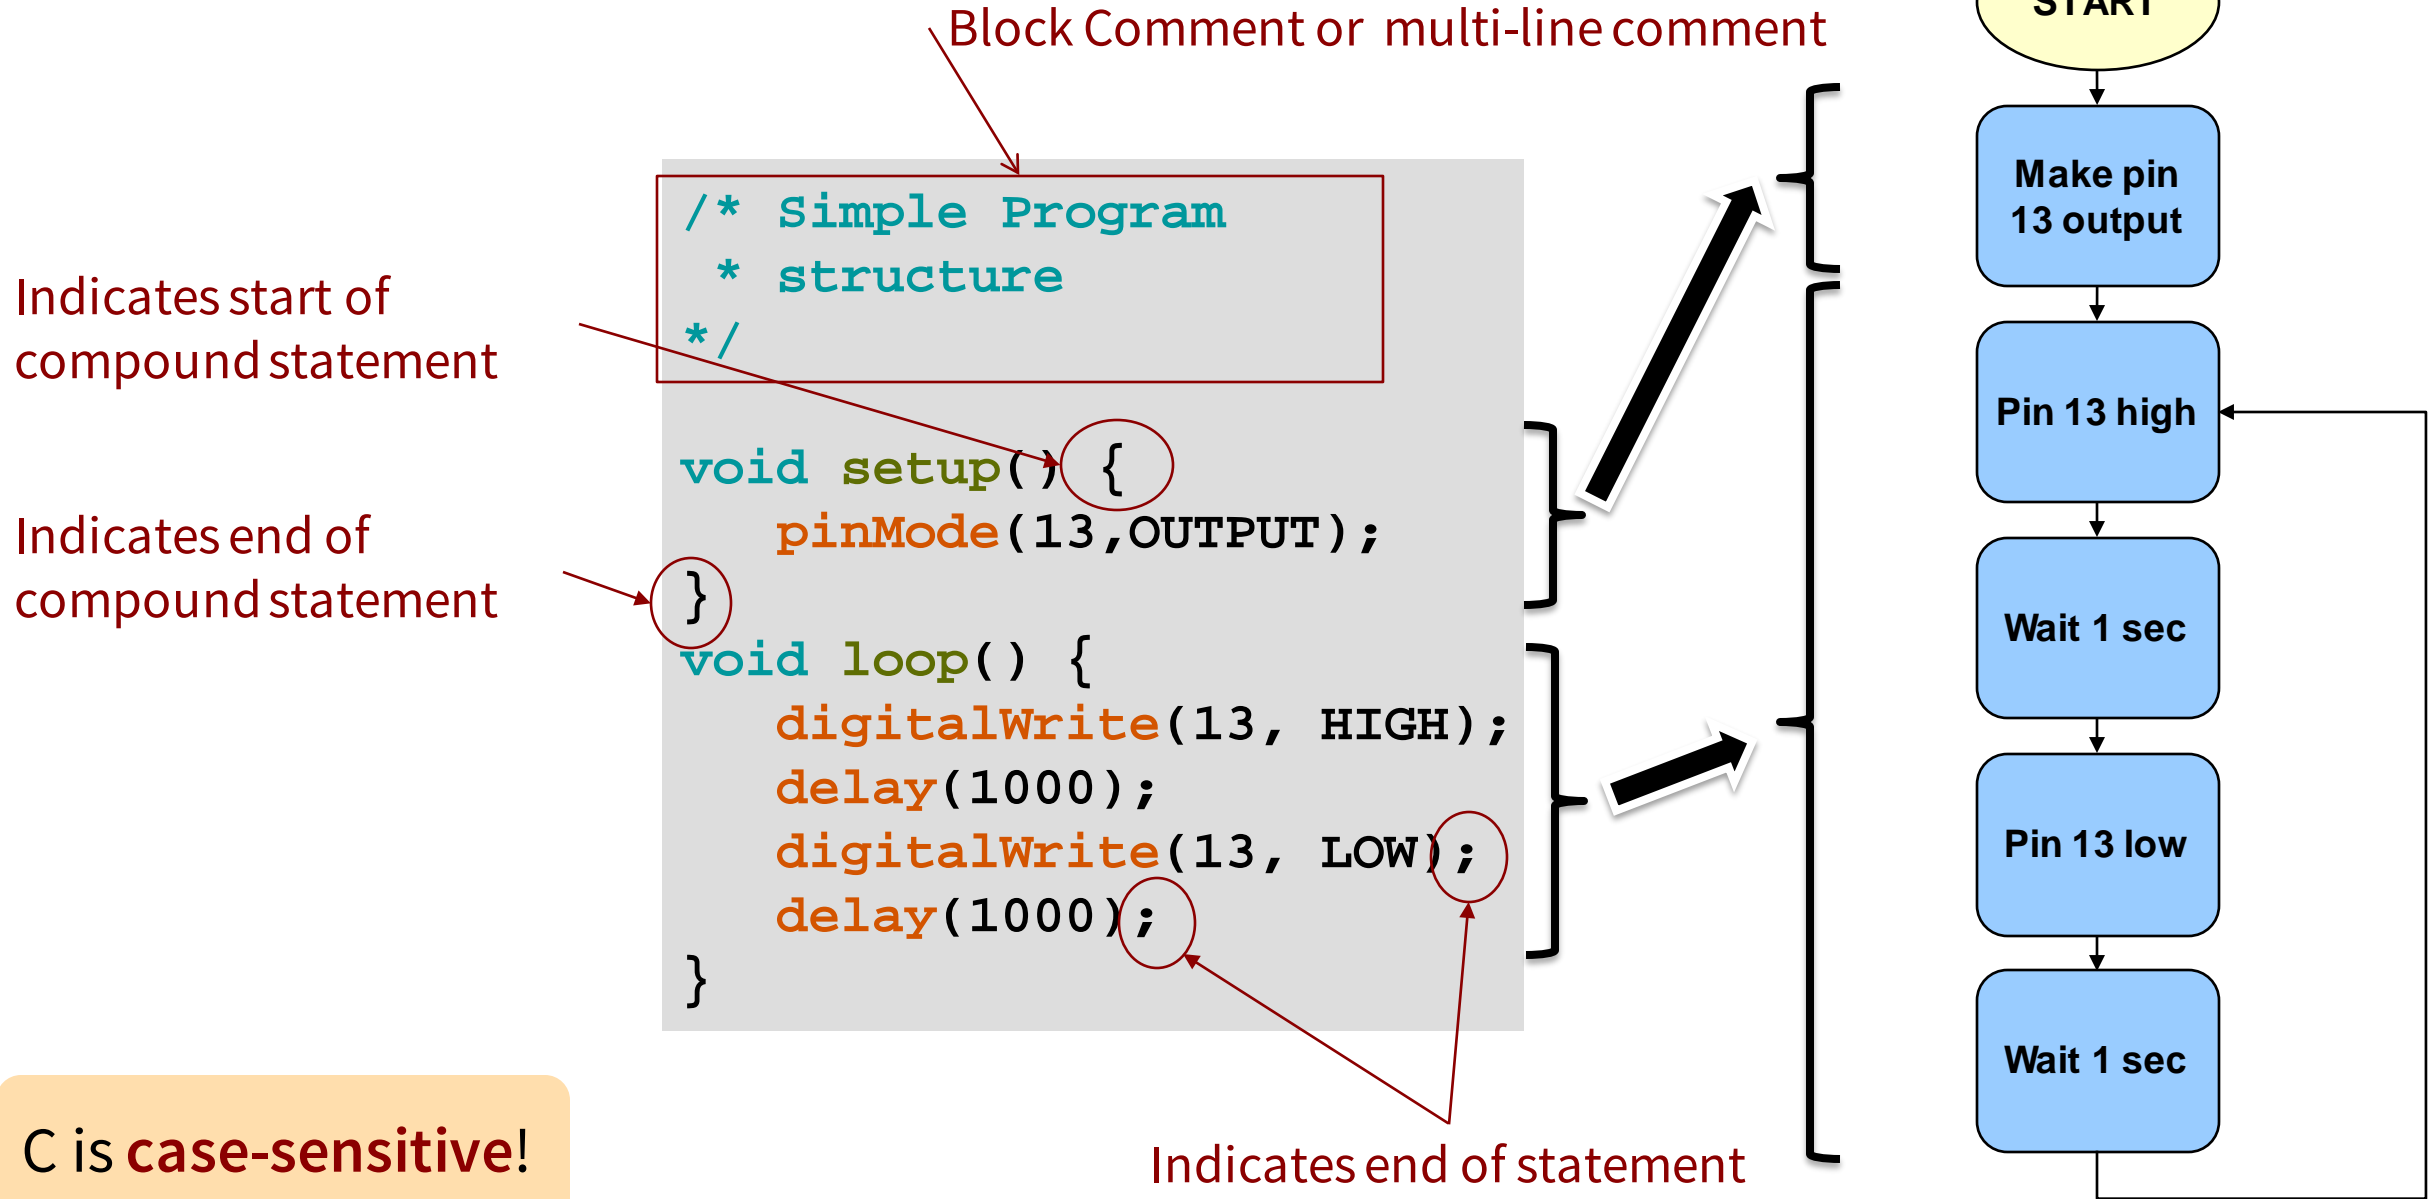 Block Comment or multi-line comment
/* Simple Program
* structure
*/
void setup() {
pinMode(13,OUTPUT);
}
void loop() {
digitalWrite(13, HIGH);
delay(1000);
digitalWrite(13, LOW);
delay(1000);
}
Indicates start of
compound statement
Indicates end of
compound statement
Indicates end of statement
C is case-sensitive!
START
Make pin
13 output
Pin 13 high
Wait 1 sec
Pin 13 low
Wait 1 sec